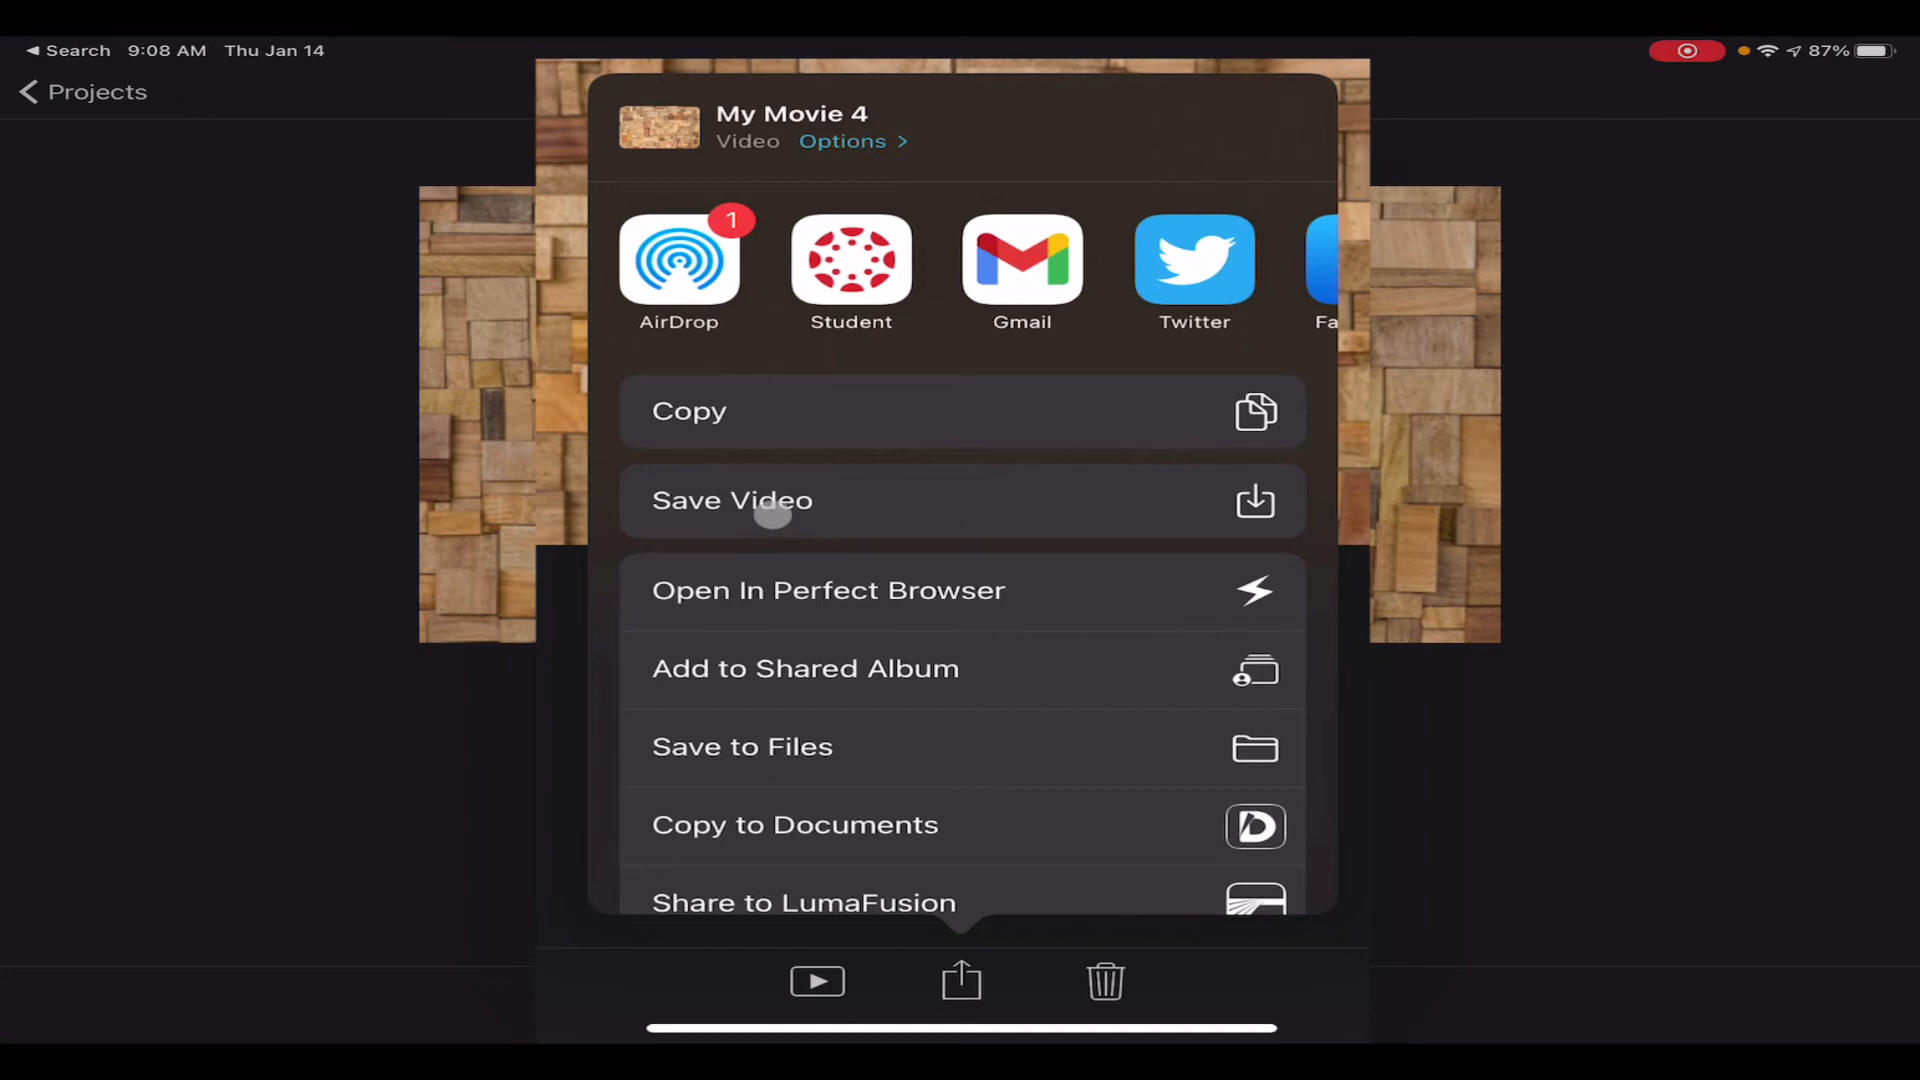 Search 9:08 AM Thu Jan 14
87%
Projects
My Movie 4
Video Options >
1
AirDrop
Student
Gmail
Twitter
Fa
Copy
Save Video
Open In Perfect Browser
Add to Shared Album
Save to Files
Copy to Documents
Share to LumaFusion